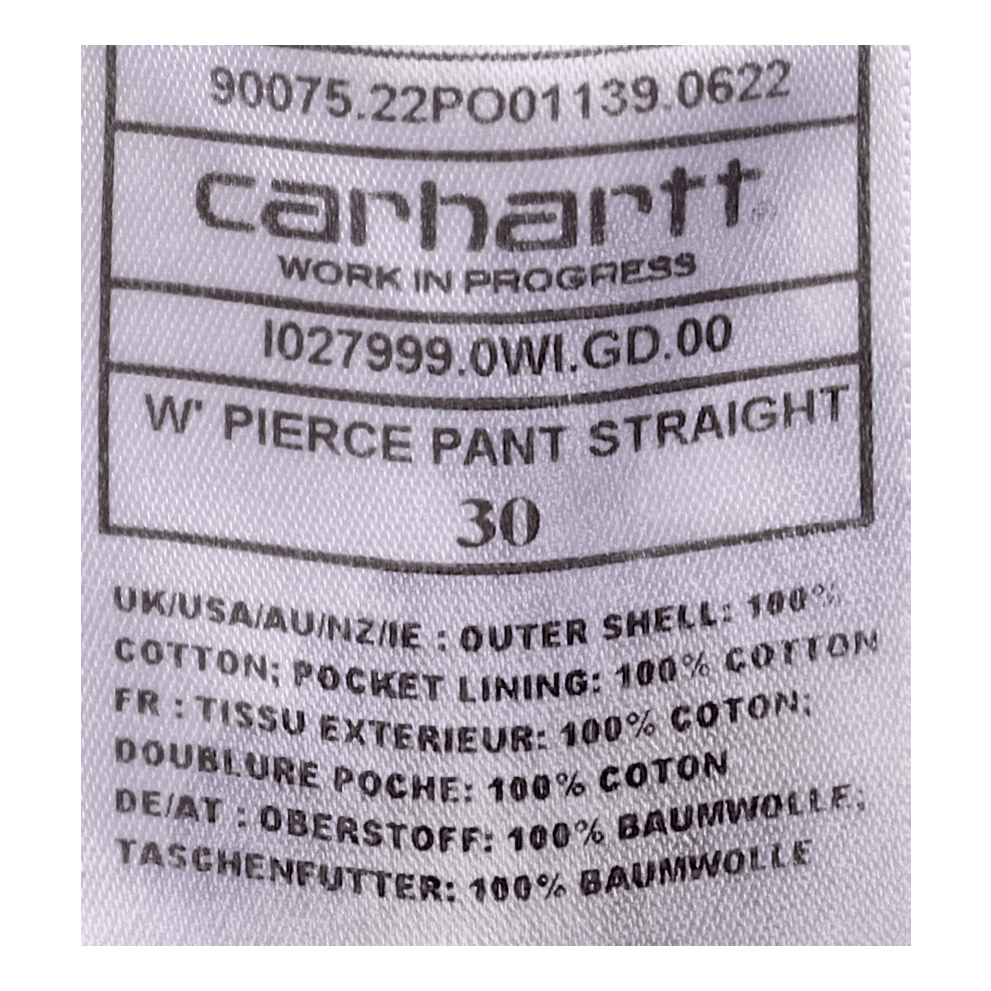 90075.22PO01139.0622
carhartt®
WORK IN PROGRESS
I027999.0WI.GD.00
W' PIERCE PANT STRAIGHT
30
UK/USA/AU/NZ/IE : OUTER SHELL: 100%
COTTON; POCKET LINING: 100% COTTON
FR : TISSU EXTERIEUR: 100% COTON;
DOUBLURE POCHE: 100% COTON
DE/AT : OBERSTOFF: 100% BAUMWOLLE;
TASCHENFUTTER: 100% BAUMWOLLE